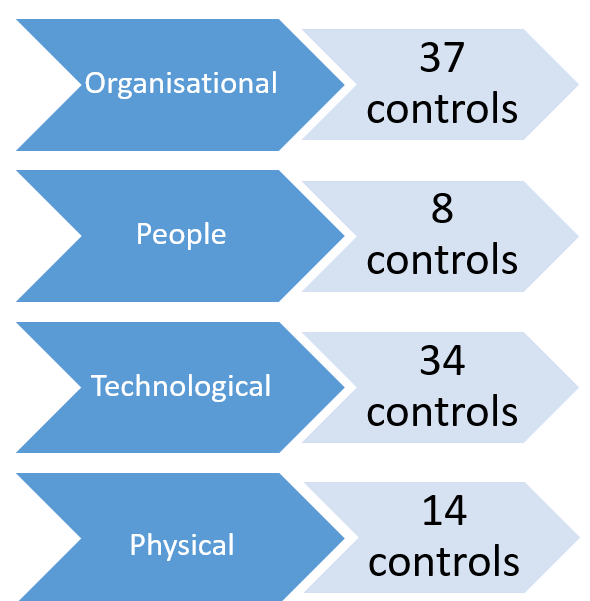 Organisational
37
controls
People
8
controls
Technological
34
controls
Physical
14
controls